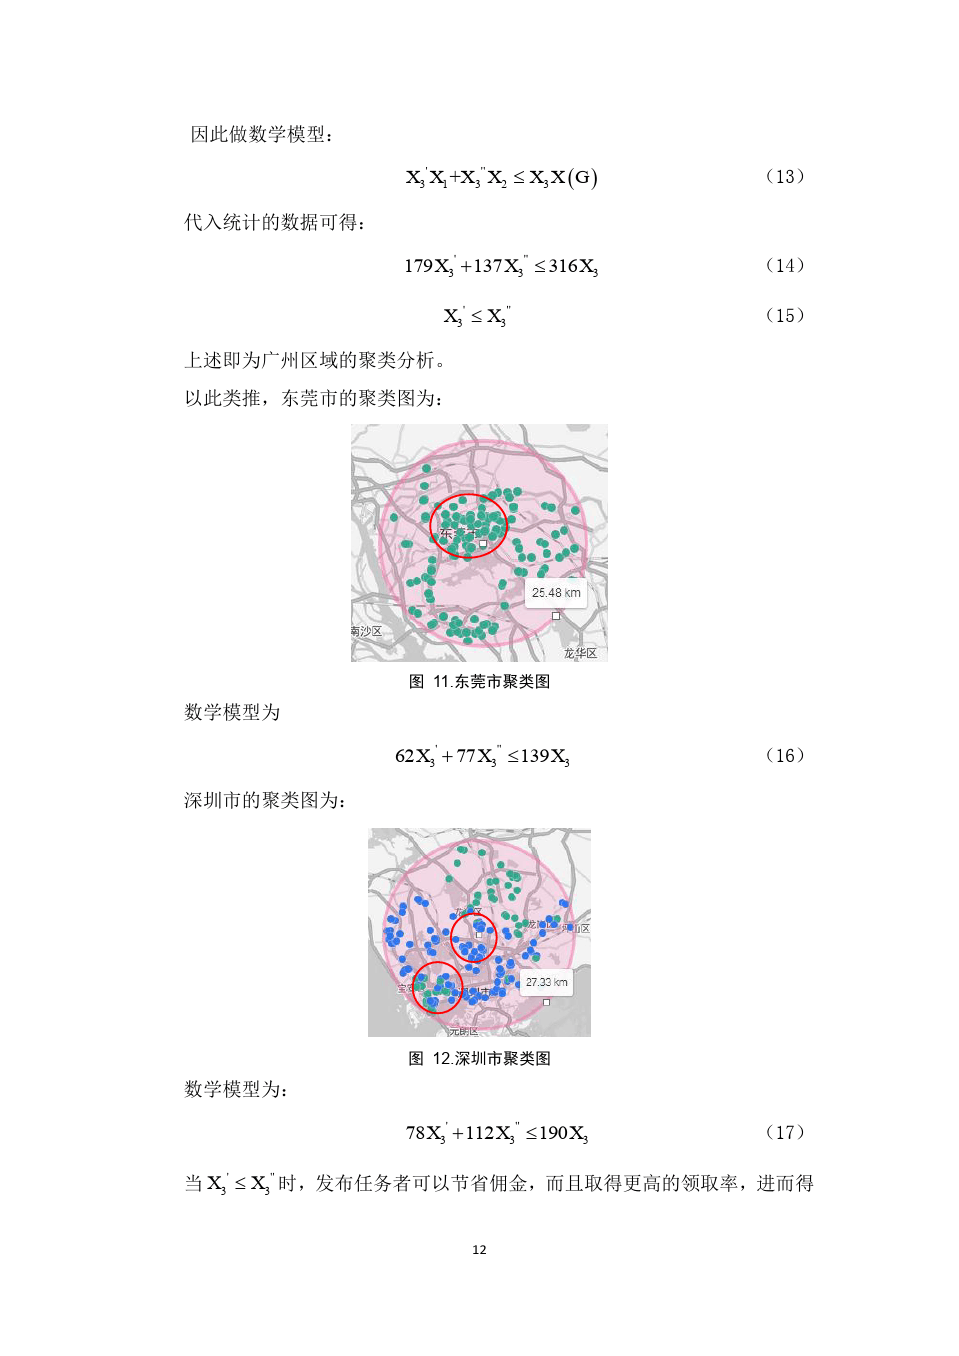 因此做数学模型：
X₃'X₁+X₃''X₂ ≤ X₃X(G) （13）
代入统计的数据可得：
179X₃'+137X₃'' ≤316X₃ （14）
X₃' ≤ X₃'' （15）
上述即为广州区域的聚类分析。
以此类推，东莞市的聚类图为：
25.48 km
南沙区
龙华区
图 11.东莞市聚类图
数学模型为
62X₃'+77X₃'' ≤139X₃ （16）
深圳市的聚类图为：
27.33 km
元朗区
图 12.深圳市聚类图
数学模型为：
78X₃'+112X₃'' ≤190X₃ （17）
当 X₃' ≤ X₃'' 时，发布任务者可以节省佣金，而且取得更高的领取率，进而得
12